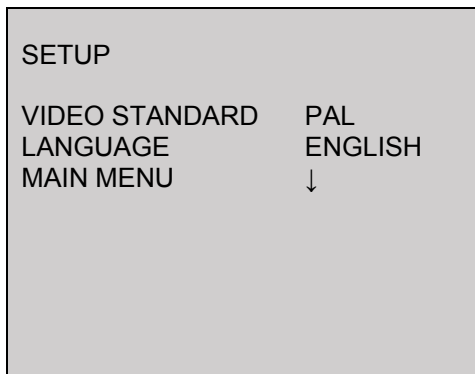 SETUP
VIDEO STANDARD PAL
LANGUAGE ENGLISH
MAIN MENU ↓